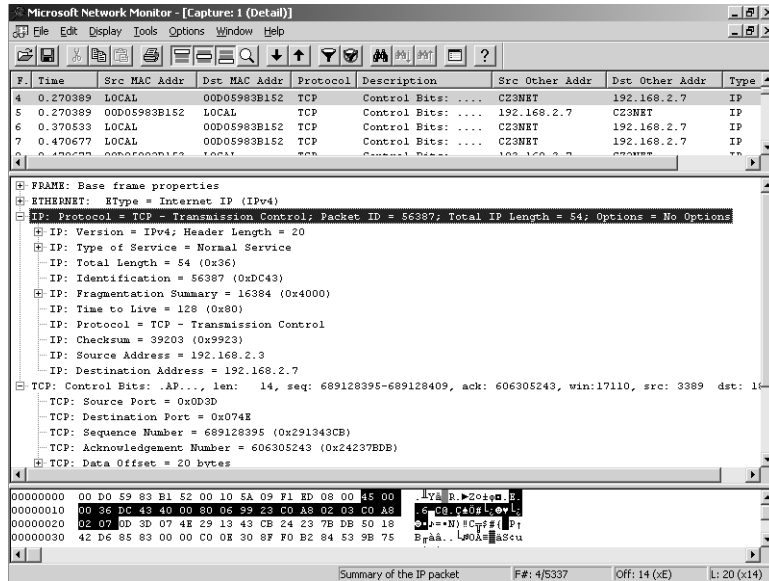 Microsoft Network Monitor - [Capture: 1 (Detail)]
File Edit Display Tools Options Window Help
F. Time Src MAC Addr Dst MAC Addr Protocol Description Src Other Addr Dst Other Addr Type
4 0.270389 LOCAL 00D05983B152 TCP Control Bits: .... CZ3NET 192.168.2.7 IP
5 0.270389 00D05983B152 LOCAL TCP Control Bits: .... 192.168.2.7 CZ3NET IP
6 0.370533 LOCAL 00D05983B152 TCP Control Bits: .... CZ3NET 192.168.2.7 IP
7 0.470677 LOCAL 00D05983B152 TCP Control Bits: .... CZ3NET 192.168.2.7 IP
FRAME: Base frame properties
ETHERNET: EType = Internet IP (IPv4)
IP: Protocol = TCP - Transmission Control; Packet ID = 56387; Total IP Length = 54; Options = No Options
IP: Version = IPv4; Header Length = 20
IP: Type of Service = Normal Service
IP: Total Length = 54 (0x36)
IP: Identification = 56387 (0xDC43)
IP: Fragmentation Summary = 16384 (0x4000)
IP: Time to Live = 128 (0x80)
IP: Protocol = TCP - Transmission Control
IP: Checksum = 39203 (0x9923)
IP: Source Address = 192.168.2.3
IP: Destination Address = 192.168.2.7
TCP: Control Bits: .AP..., len: 14, seq: 689128395-689128409, ack: 606305243, win:17110, src: 3389 dst:
TCP: Source Port = 0x0D3D
TCP: Destination Port = 0x074E
TCP: Sequence Number = 689128395 (0x291343CB)
TCP: Acknowledgement Number = 606305243 (0x24237BDB)
TCP: Data Offset = 20 bytes
00000000 00 D0 59 83 B1 52 00 10 5A 09 F1 ED 08 00 45 00
00000010 00 36 DC 43 40 00 80 06 99 23 C0 A8 02 03 C0 A8
00000020 02 07 0D 3D 07 4E 29 13 43 CB 24 23 7B DB 50 18
00000030 42 D6 85 83 00 00 C0 0E 30 8F F0 B2 84 53 9B 75
Summary of the IP packet F#: 4/5337 Off: 14 (xE) L: 20 (x14)